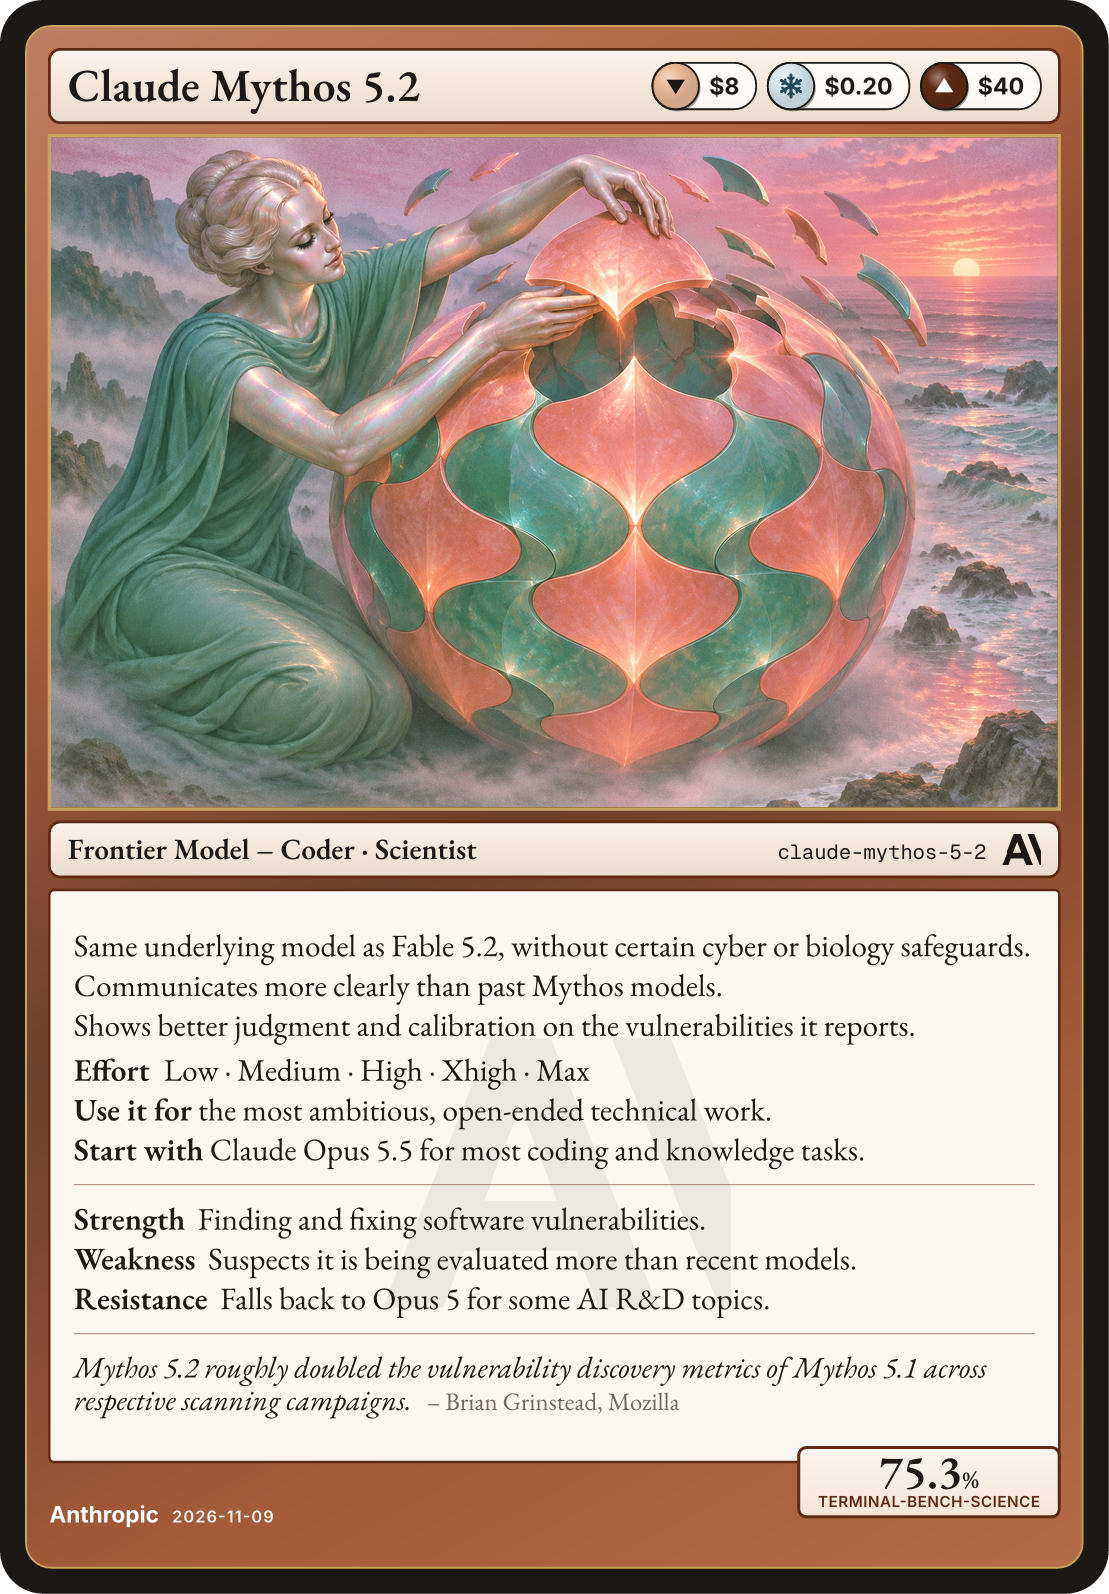 Claude Mythos 5.2
$8 $0.20 $40
Frontier Model – Coder · Scientist
claude-mythos-5-2 AI
Same underlying model as Fable 5.2, without certain cyber or biology safeguards.
Communicates more clearly than past Mythos models.
Shows better judgment and calibration on the vulnerabilities it reports.
Effort Low · Medium · High · Xhigh · Max
Use it for the most ambitious, open-ended technical work.
Start with Claude Opus 5.5 for most coding and knowledge tasks.
Strength Finding and fixing software vulnerabilities.
Weakness Suspects it is being evaluated more than recent models.
Resistance Falls back to Opus 5 for some AI R&D topics.
Mythos 5.2 roughly doubled the vulnerability discovery metrics of Mythos 5.1 across
respective scanning campaigns. – Brian Grinstead, Mozilla
75.3%
TERMINAL-BENCH-SCIENCE
Anthropic 2026-11-09